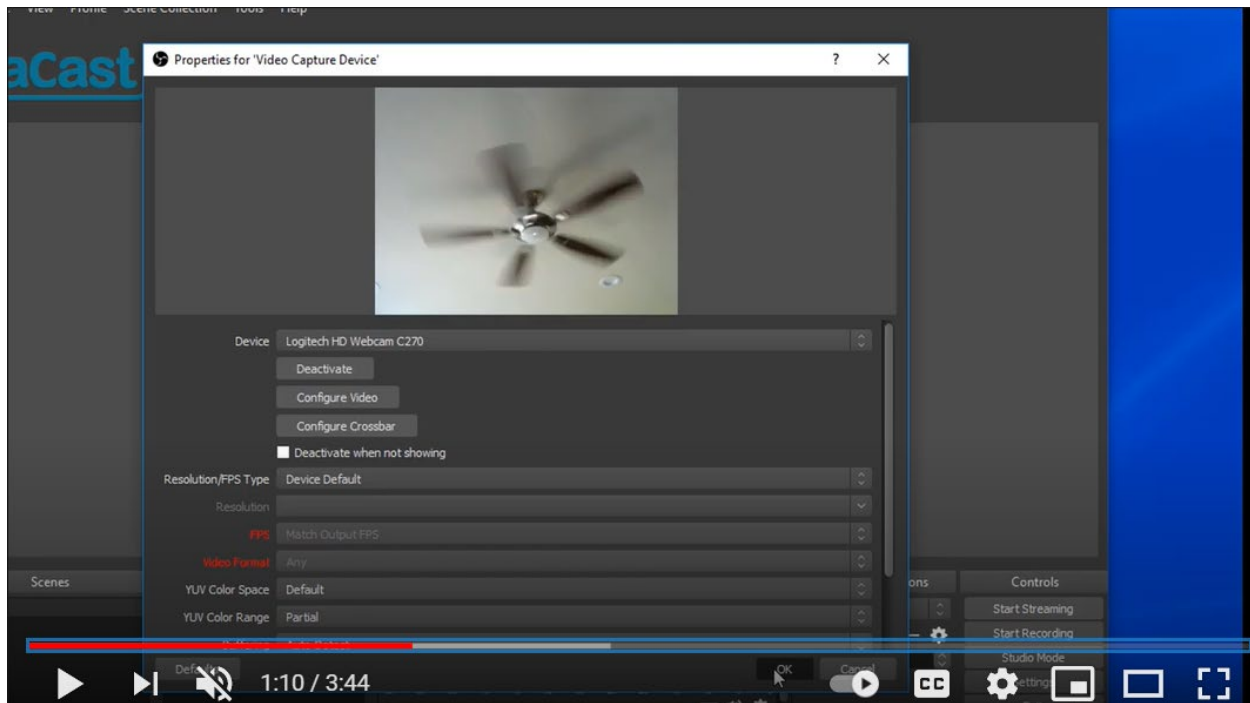 View Profile Scene Collection Tools Help
aCast
Properties for 'Video Capture Device'
?
Device Logitech HD Webcam C270
Deactivate
Configure Video
Configure Crossbar
Deactivate when not showing
Resolution/FPS Type Device Default
Resolution
FPS Match Output FPS
Video Format Any
YUV Color Space Default
YUV Color Range Partial
Scenes
ons
Controls
Start Streaming
Start Recording
Studio Mode
OK
Cancel
1:10 / 3:44
CC